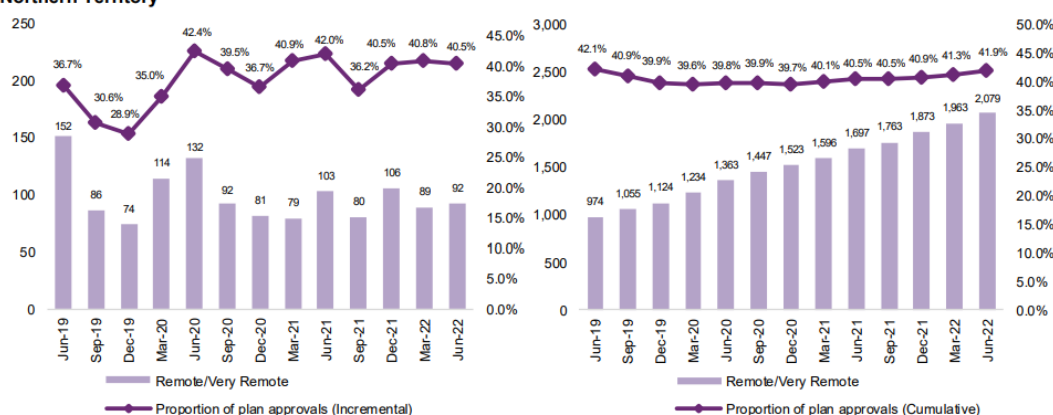 Northern Territory
250
200
150
100
50
0
36.7%
30.6%
28.9%
35.0%
42.4%
39.5%
36.7%
40.9%
42.0%
36.2%
40.5%
40.8%
40.5%
152
86
74
114
132
92
81
79
103
80
106
89
92
45.0%
40.0%
35.0%
30.0%
25.0%
20.0%
15.0%
10.0%
5.0%
0.0%
Jun-19
Sep-19
Dec-19
Mar-20
Jun-20
Sep-20
Dec-20
Mar-21
Jun-21
Sep-21
Dec-21
Mar-22
Jun-22
Remote/Very Remote
Proportion of plan approvals (Incremental)
3,000
2,500
2,000
1,500
1,000
500
0
42.1%
40.9%
39.9%
39.6%
39.8%
39.9%
39.7%
40.1%
40.5%
40.5%
40.9%
41.3%
41.9%
974
1,055
1,124
1,234
1,363
1,447
1,523
1,596
1,697
1,763
1,873
1,963
2,079
50.0%
45.0%
40.0%
35.0%
30.0%
25.0%
20.0%
15.0%
10.0%
5.0%
0.0%
Jun-19
Sep-19
Dec-19
Mar-20
Jun-20
Sep-20
Dec-20
Mar-21
Jun-21
Sep-21
Dec-21
Mar-22
Jun-22
Remote/Very Remote
Proportion of plan approvals (Cumulative)